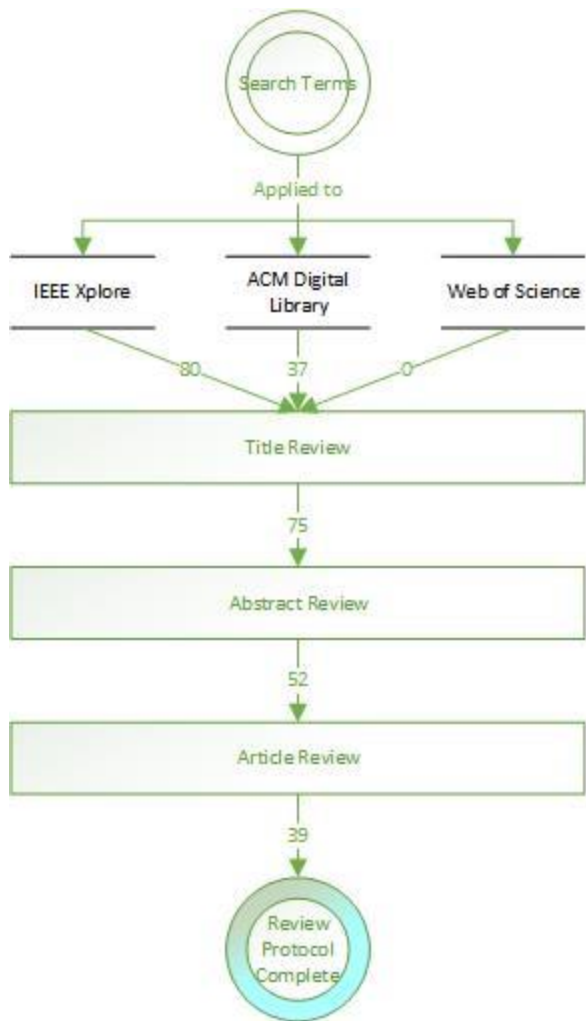 Search Terms
Applied to
IEEE Xplore
ACM Digital
Library
Web of Science
80
37
0
Title Review
75
Abstract Review
52
Article Review
39
Review
Protocol
Complete